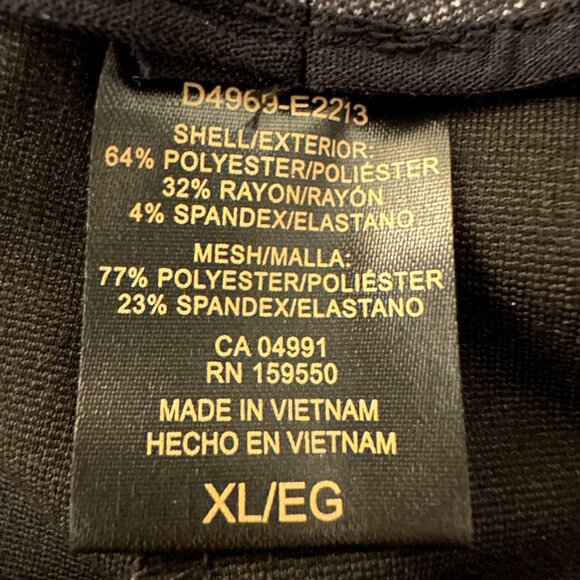 D4969-E2213
SHELL/EXTERIOR:
64% POLYESTER/POLIÉSTER
32% RAYON/RAYÓN
4% SPANDEX/ELASTANO
MESH/MALLA:
77% POLYESTER/POLIÉSTER
23% SPANDEX/ELASTANO
CA 04991
RN 159550
MADE IN VIETNAM
HECHO EN VIETNAM
XL/EG